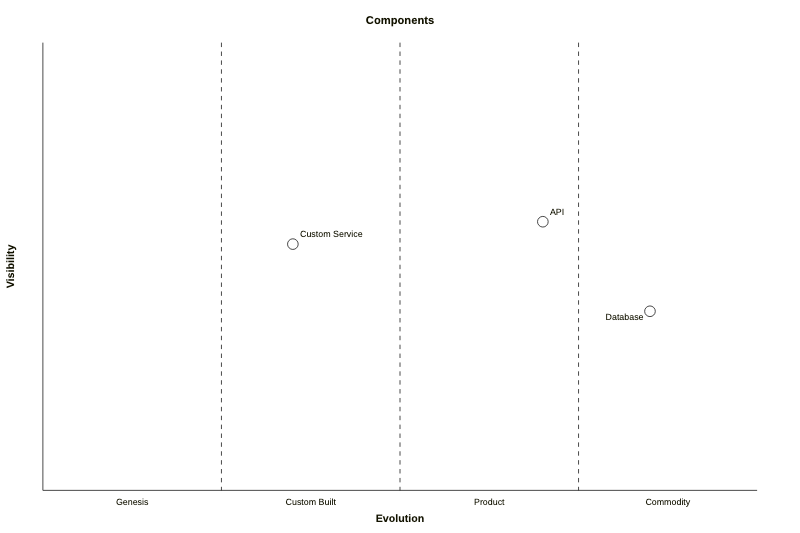 Components
API
Custom Service
Visibility
Database
Genesis
Custom Built
Product
Commodity
Evolution